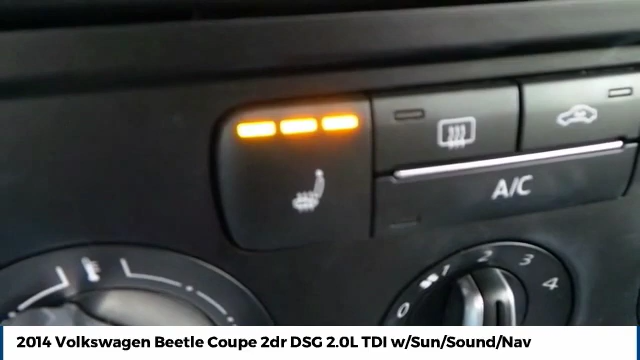 A/C
0 1 2 3 4
2014 Volkswagen Beetle Coupe 2dr DSG 2.0L TDI w/Sun/Sound/Nav